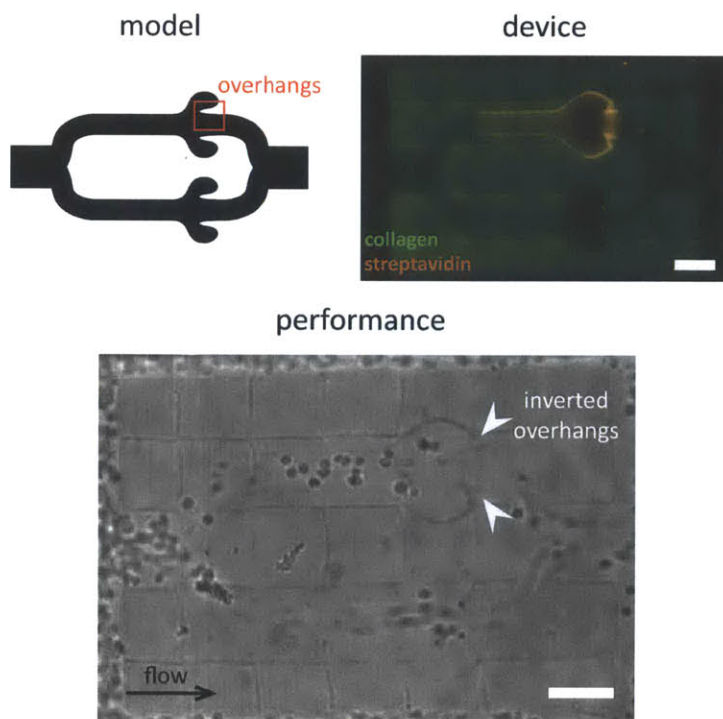 model
device
overhangs
collagen
streptavidin
performance
inverted
overhangs
flow